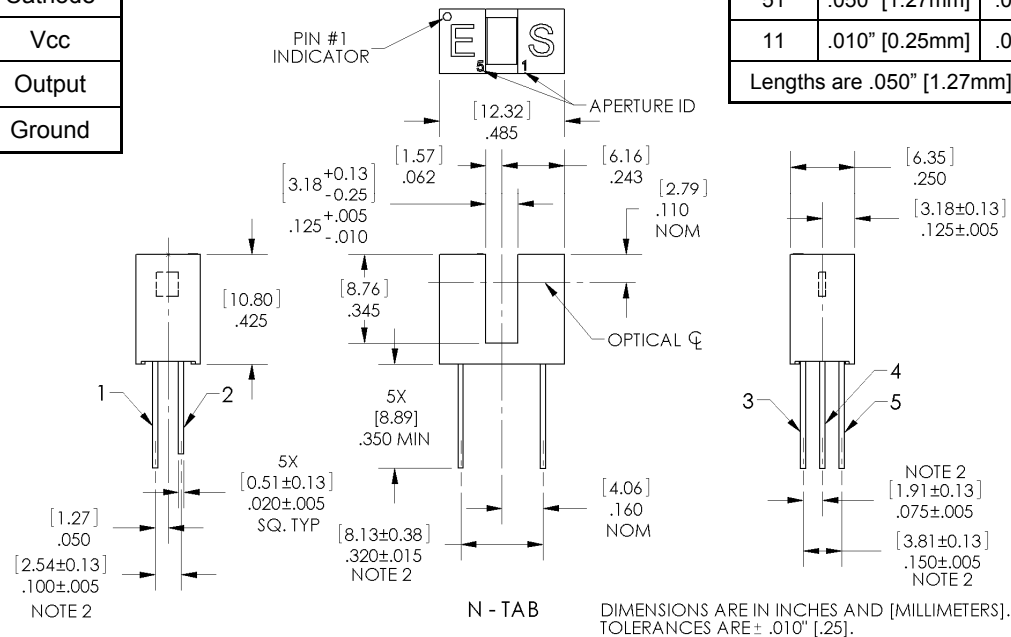 Cathode
Vcc
Output
Ground
51 .050” [1.27mm] .0
11 .010” [0.25mm] .0
Lengths are .050” [1.27mm]
PIN #1
INDICATOR
E S
5 1
APERTURE ID
[12.32]
.485
[1.57]
.062
[6.16]
.243
[3.18 +0.13 -0.25]
.125 +.005 -.010
[2.79]
.110
NOM
[6.35]
.250
[3.18±0.13]
.125±.005
[10.80]
.425
[8.76]
.345
OPTICAL ℄
1
2
5X
[8.89]
.350 MIN
3
4
5
5X
[0.51±0.13]
.020±.005
SQ. TYP
[1.27]
.050
[2.54±0.13]
.100±.005
NOTE 2
[8.13±0.38]
.320±.015
NOTE 2
[4.06]
.160
NOM
NOTE 2
[1.91±0.13]
.075±.005
[3.81±0.13]
.150±.005
NOTE 2
N - TAB
DIMENSIONS ARE IN INCHES AND [MILLIMETERS].
TOLERANCES ARE ± .010" [.25].